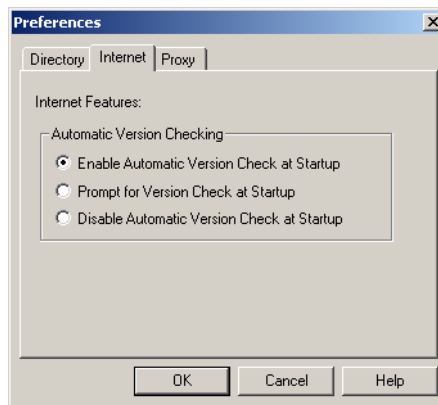 Preferences
Directory Internet Proxy
Internet Features:
Automatic Version Checking
Enable Automatic Version Check at Startup
Prompt for Version Check at Startup
Disable Automatic Version Check at Startup
OK Cancel Help